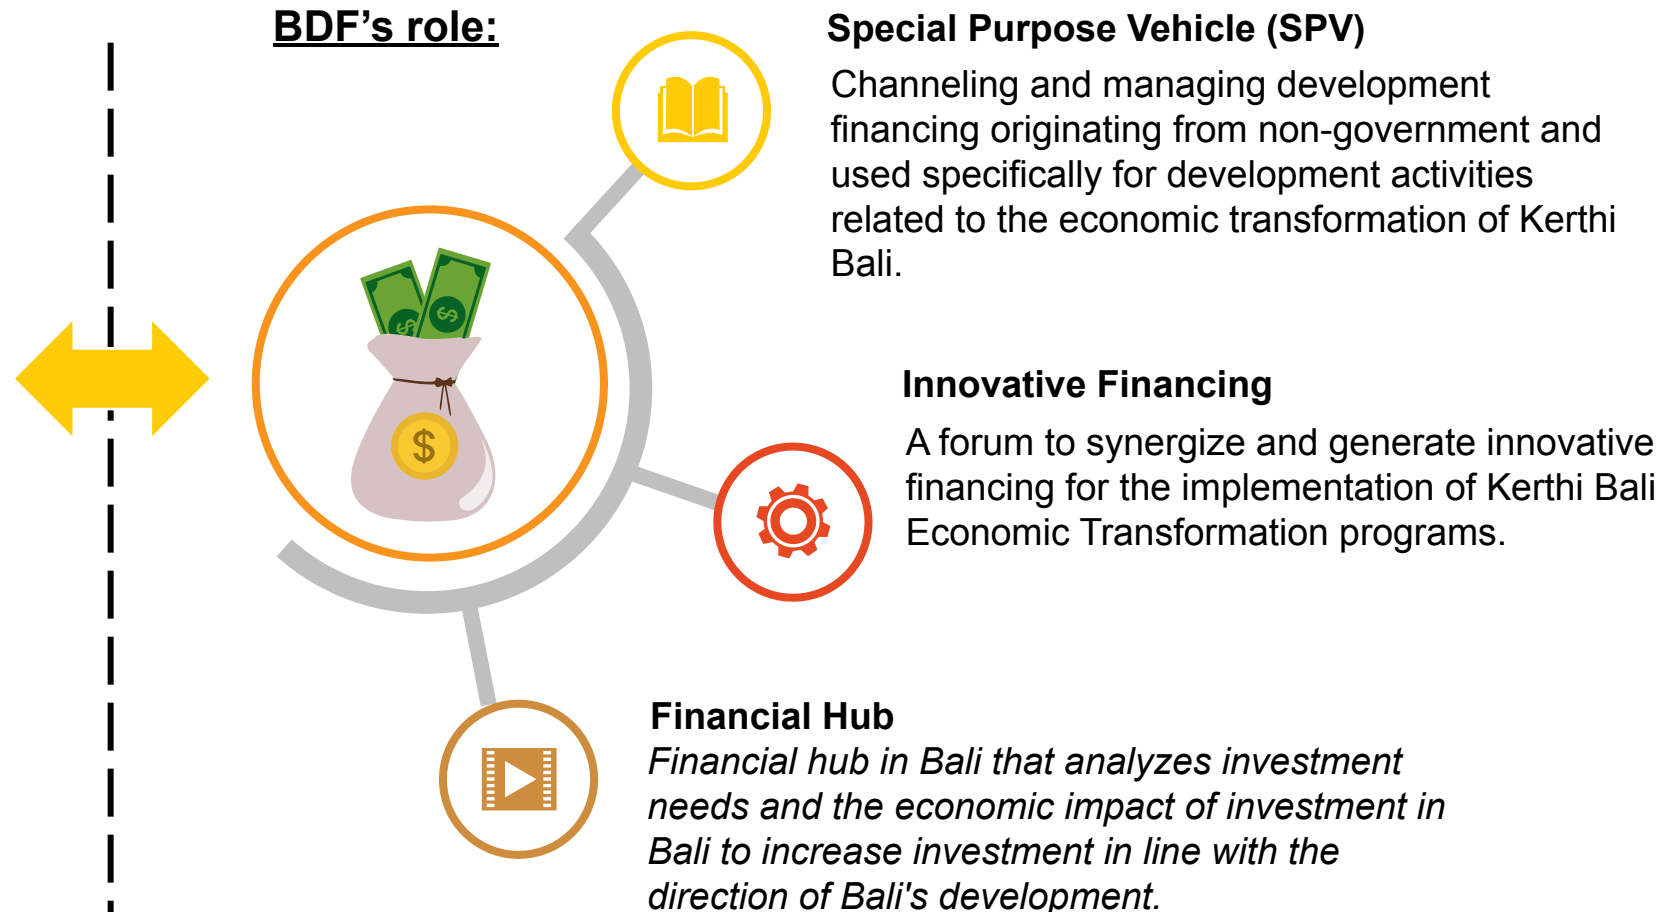 BDF’s role:
Special Purpose Vehicle (SPV)
Channeling and managing development
financing originating from non-government and
used specifically for development activities
related to the economic transformation of Kerthi
Bali.
Innovative Financing
A forum to synergize and generate innovative
financing for the implementation of Kerthi Bali
Economic Transformation programs.
Financial Hub
Financial hub in Bali that analyzes investment
needs and the economic impact of investment in
Bali to increase investment in line with the
direction of Bali's development.
$
$
$